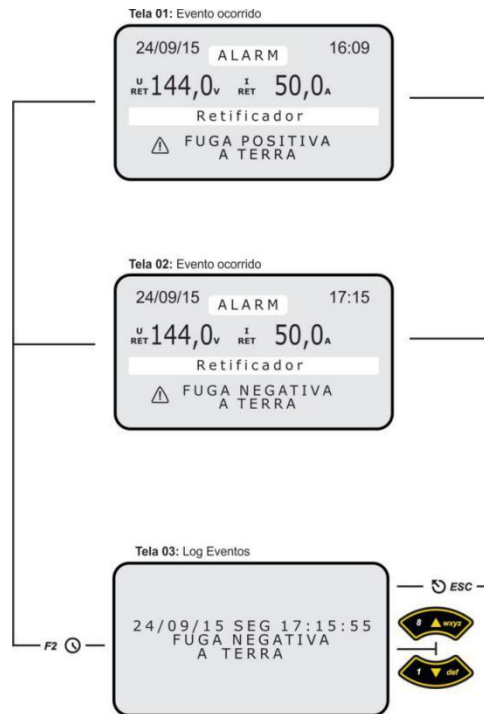 Tela 01: Evento ocorrido
24/09/15 ALARM 16:09
U RET 144,0v I RET 50,0A
Retificador
FUGA POSITIVA
A TERRA
Tela 02: Evento ocorrido
24/09/15 ALARM 17:15
U RET 144,0v I RET 50,0A
Retificador
FUGA NEGATIVA
A TERRA
Tela 03: Log Eventos
ESC
24/09/15 SEG 17:15:55
FUGA NEGATIVA
A TERRA
8 wxyz
F2
1 def